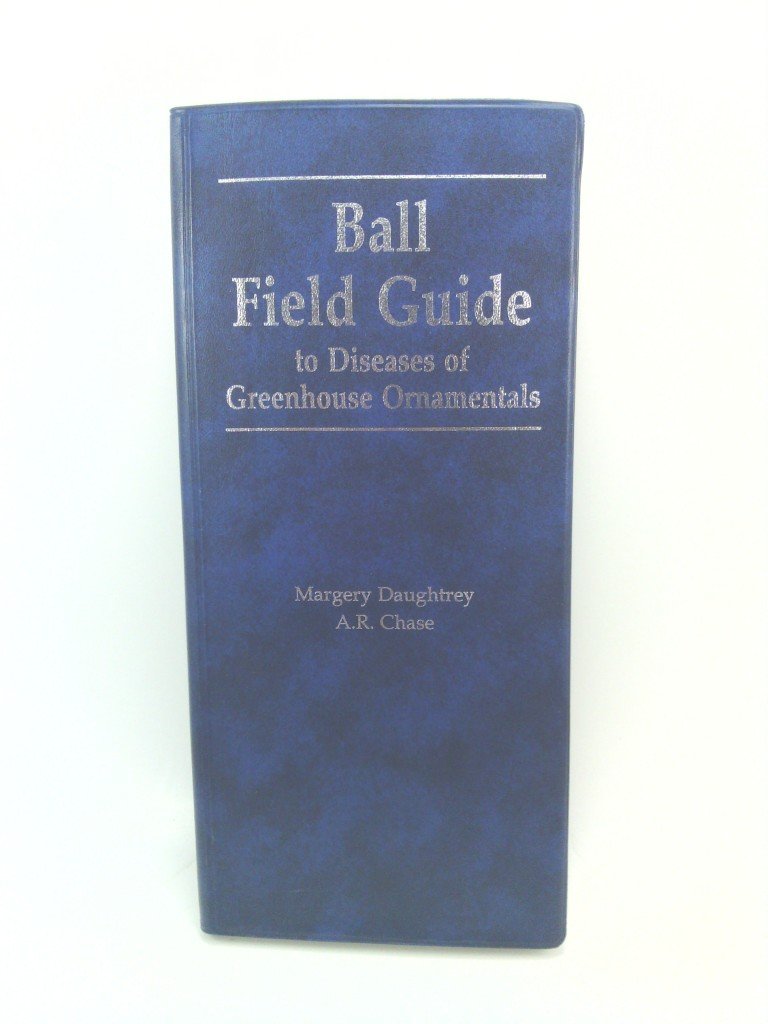 Ball
Field Guide
to Diseases of
Greenhouse Ornamentals
Margery Daughtrey
A.R. Chase